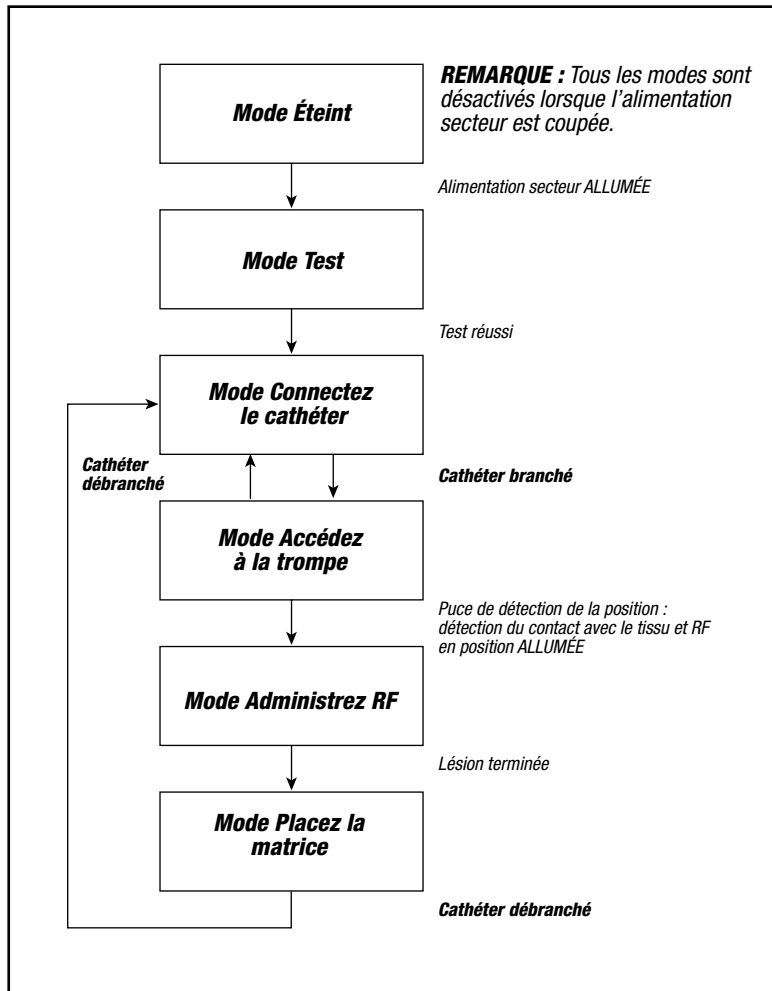 Mode Éteint
REMARQUE : Tous les modes sont
désactivés lorsque l’alimentation
secteur est coupée.
Alimentation secteur ALLUMÉE
Mode Test
Test réussi
Mode Connectez
le cathéter
Cathéter
débranché
Cathéter branché
Mode Accédez
à la trompe
Puce de détection de la position :
détection du contact avec le tissu et RF
en position ALLUMÉE
Mode Administrez RF
Lésion terminée
Mode Placez la
matrice
Cathéter débranché